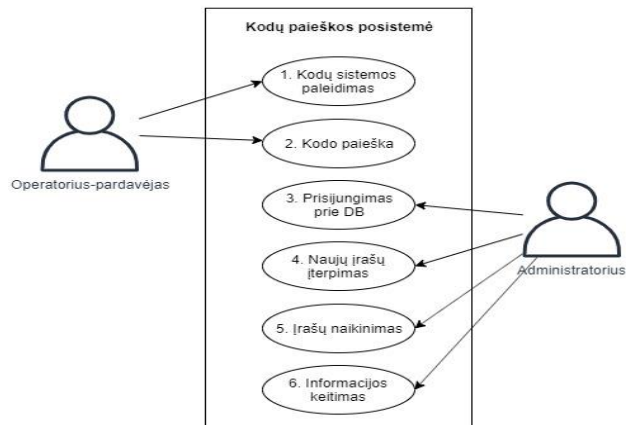 Kodų paieškos posistemė
1. Kodų sistemos
paleidimas
2. Kodo paieška
Operatorius-pardavėjas
3. Prisijungimas
prie DB
4. Naujų įrašų
įterpimas
Administratorius
5. Įrašų naikinimas
6. Informacijos
keitimas